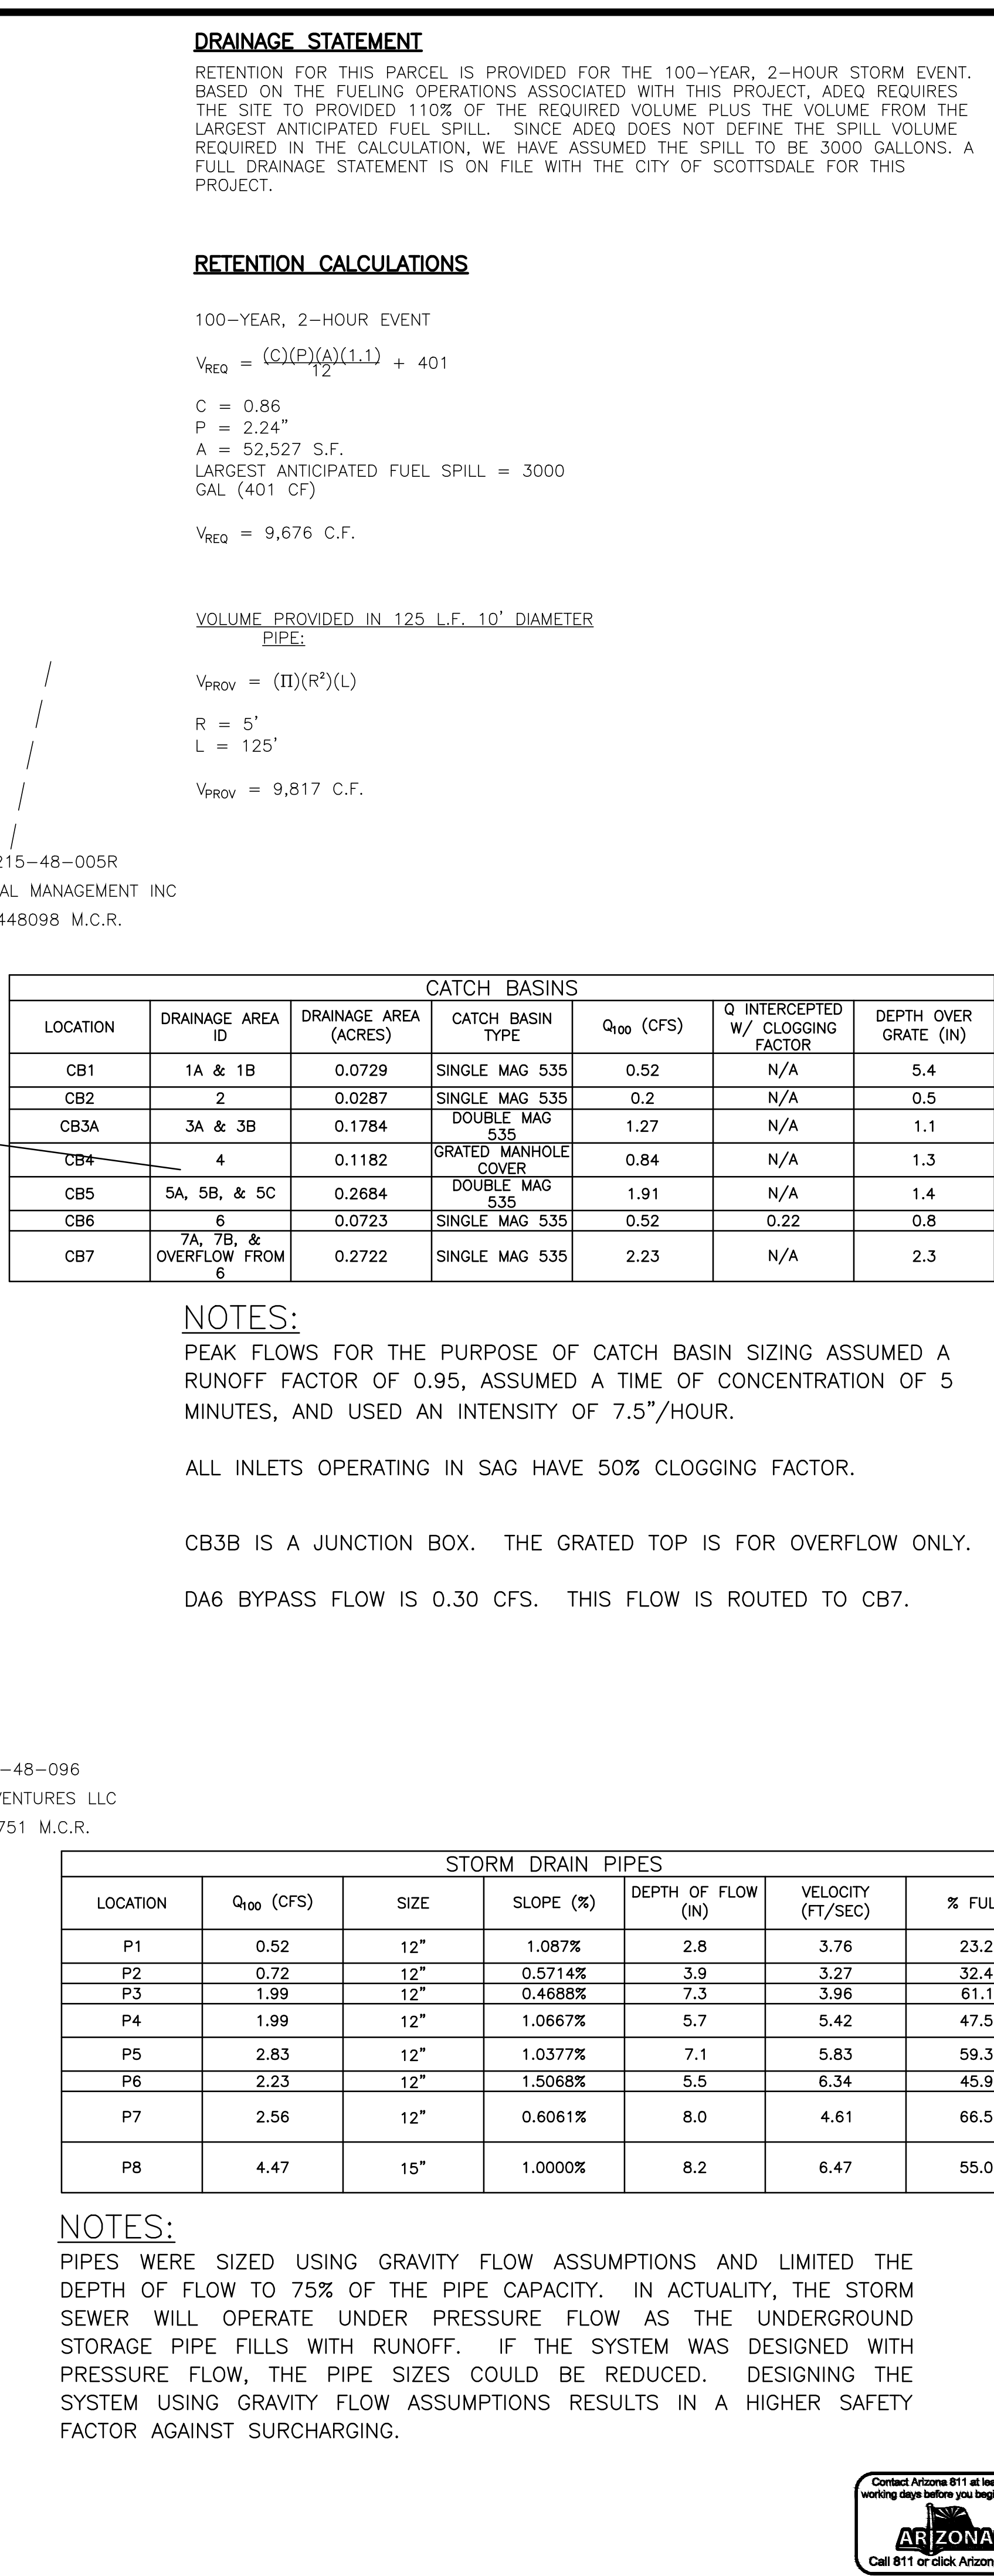 DRAINAGE STATEMENT
RETENTION FOR THIS PARCEL IS PROVIDED FOR THE 100-YEAR, 2-HOUR STORM EVENT.
BASED ON THE FUELING OPERATIONS ASSOCIATED WITH THIS PROJECT, ADEQ REQUIRES
THE SITE TO PROVIDED 110% OF THE REQUIRED VOLUME PLUS THE VOLUME FROM THE
LARGEST ANTICIPATED FUEL SPILL. SINCE ADEQ DOES NOT DEFINE THE SPILL VOLUME
REQUIRED IN THE CALCULATION, WE HAVE ASSUMED THE SPILL TO BE 3000 GALLONS. A
FULL DRAINAGE STATEMENT IS ON FILE WITH THE CITY OF SCOTTSDALE FOR THIS
PROJECT.
RETENTION CALCULATIONS
100-YEAR, 2-HOUR EVENT
VREQ = (C)(P)(A)(1.1)/12 + 401
C = 0.86
P = 2.24"
A = 52,527 S.F.
LARGEST ANTICIPATED FUEL SPILL = 3000
GAL (401 CF)
VREQ = 9,676 C.F.
VOLUME PROVIDED IN 125 L.F. 10' DIAMETER
PIPE:
VPROV = (Π)(R²)(L)
R = 5'
L = 125'
VPROV = 9,817 C.F.
215-48-005R
AL MANAGEMENT INC
448098 M.C.R.
CATCH BASINS
LOCATION DRAINAGE AREA ID DRAINAGE AREA (ACRES) CATCH BASIN TYPE Q100 (CFS) Q INTERCEPTED W/ CLOGGING FACTOR DEPTH OVER GRATE (IN)
CB1 1A & 1B 0.0729 SINGLE MAG 535 0.52 N/A 5.4
CB2 2 0.0287 SINGLE MAG 535 0.2 N/A 0.5
CB3A 3A & 3B 0.1784 DOUBLE MAG 535 1.27 N/A 1.1
CB4 4 0.1182 GRATED MANHOLE COVER 0.84 N/A 1.3
CB5 5A, 5B, & 5C 0.2684 DOUBLE MAG 535 1.91 N/A 1.4
CB6 6 0.0723 SINGLE MAG 535 0.52 0.22 0.8
CB7 7A, 7B, & OVERFLOW FROM 6 0.2722 SINGLE MAG 535 2.23 N/A 2.3
NOTES:
PEAK FLOWS FOR THE PURPOSE OF CATCH BASIN SIZING ASSUMED A
RUNOFF FACTOR OF 0.95, ASSUMED A TIME OF CONCENTRATION OF 5
MINUTES, AND USED AN INTENSITY OF 7.5"/HOUR.
ALL INLETS OPERATING IN SAG HAVE 50% CLOGGING FACTOR.
CB3B IS A JUNCTION BOX. THE GRATED TOP IS FOR OVERFLOW ONLY.
DA6 BYPASS FLOW IS 0.30 CFS. THIS FLOW IS ROUTED TO CB7.
-48-096
VENTURES LLC
751 M.C.R.
STORM DRAIN PIPES
LOCATION Q100 (CFS) SIZE SLOPE (%) DEPTH OF FLOW (IN) VELOCITY (FT/SEC) % FUL
P1 0.52 12" 1.087% 2.8 3.76 23.2
P2 0.72 12" 0.5714% 3.9 3.27 32.4
P3 1.99 12" 0.4688% 7.3 3.96 61.1
P4 1.99 12" 1.0667% 5.7 5.42 47.5
P5 2.83 12" 1.0377% 7.1 5.83 59.3
P6 2.23 12" 1.5068% 5.5 6.34 45.9
P7 2.56 12" 0.6061% 8.0 4.61 66.5
P8 4.47 15" 1.0000% 8.2 6.47 55.0
NOTES:
PIPES WERE SIZED USING GRAVITY FLOW ASSUMPTIONS AND LIMITED THE
DEPTH OF FLOW TO 75% OF THE PIPE CAPACITY. IN ACTUALITY, THE STORM
SEWER WILL OPERATE UNDER PRESSURE FLOW AS THE UNDERGROUND
STORAGE PIPE FILLS WITH RUNOFF. IF THE SYSTEM WAS DESIGNED WITH
PRESSURE FLOW, THE PIPE SIZES COULD BE REDUCED. DESIGNING THE
SYSTEM USING GRAVITY FLOW ASSUMPTIONS RESULTS IN A HIGHER SAFETY
FACTOR AGAINST SURCHARGING.
Contact Arizona 811 at lea
working days before you begi
ARIZONA
Call 811 or click Arizon